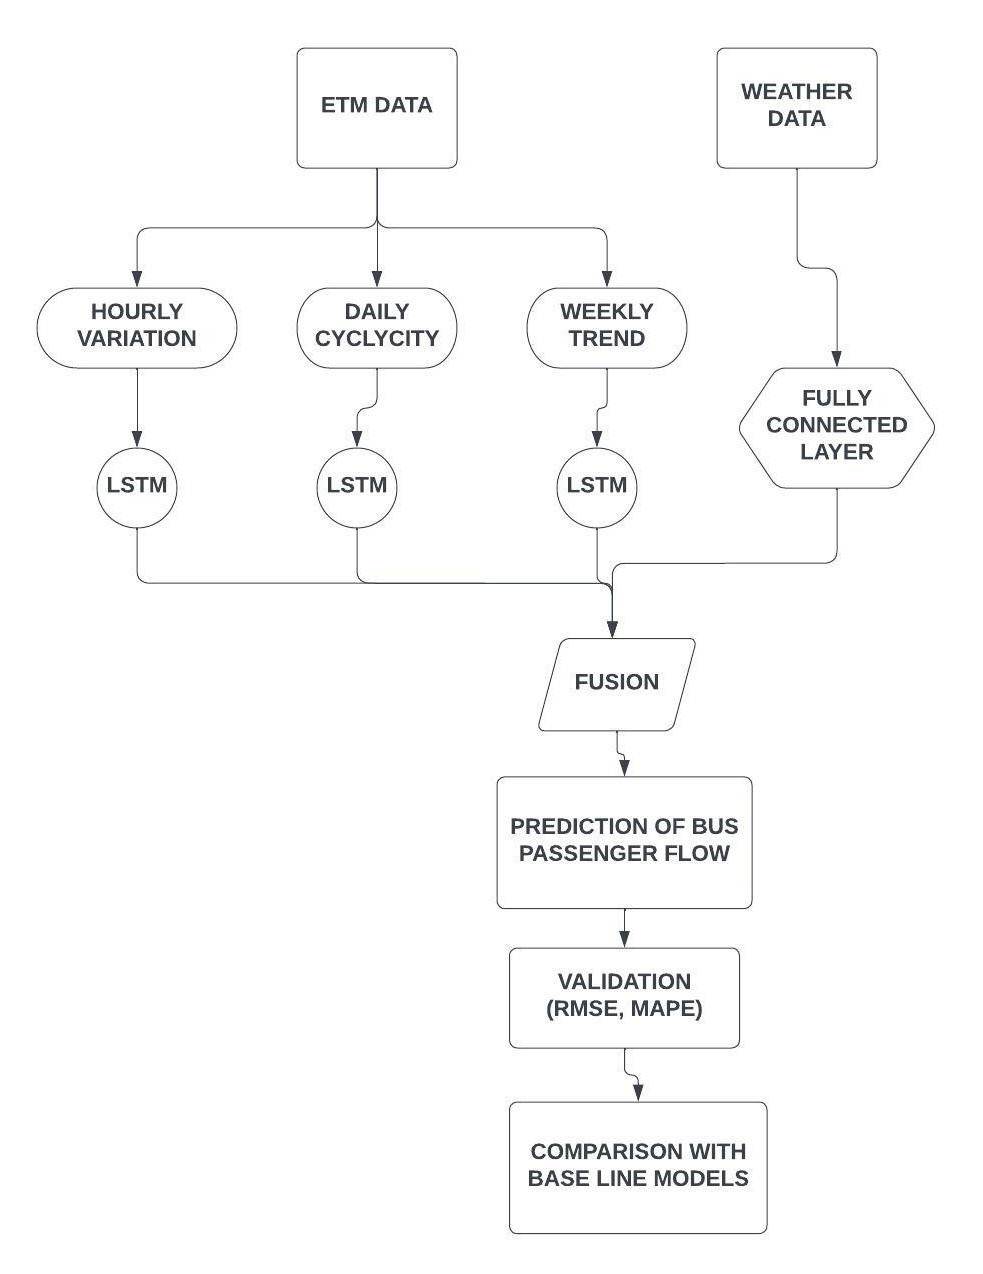 ETM DATA
WEATHER
DATA
HOURLY
VARIATION
DAILY
CYCLYCITY
WEEKLY
TREND
FULLY
CONNECTED
LAYER
LSTM
LSTM
LSTM
FUSION
PREDICTION OF BUS
PASSENGER FLOW
VALIDATION
(RMSE, MAPE)
COMPARISON WITH
BASE LINE MODELS